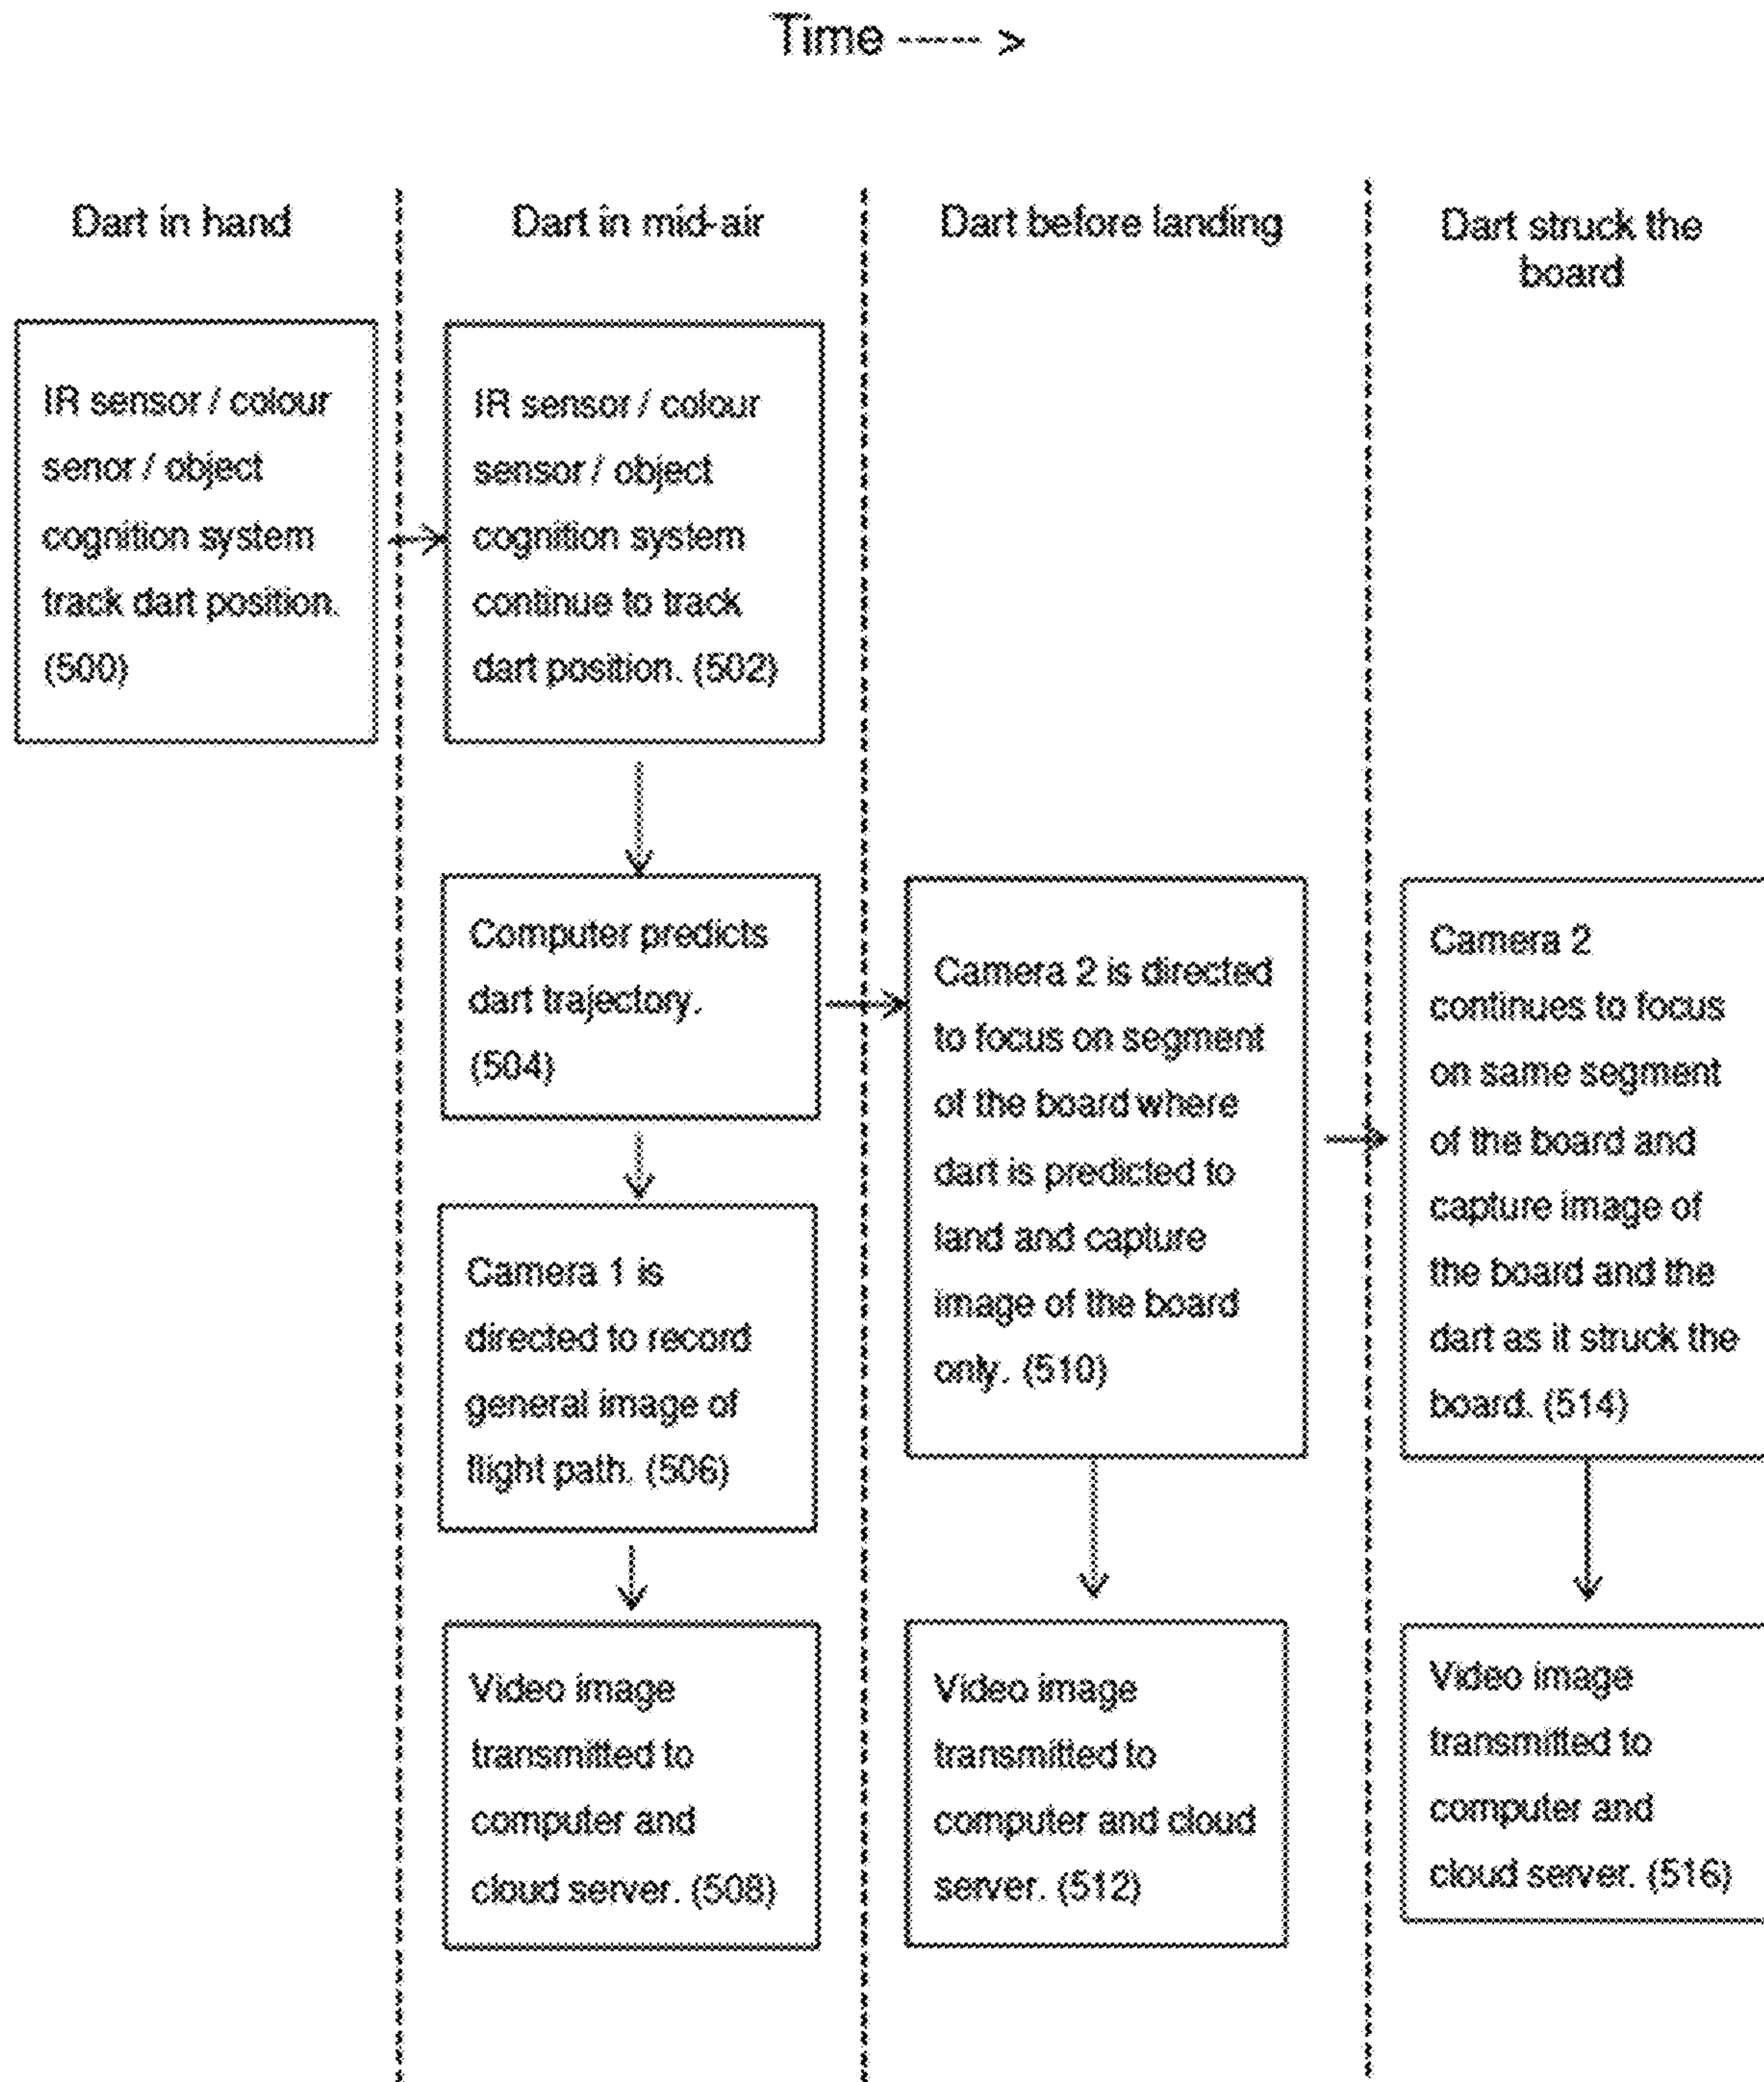 Time ----- >
Dart in hand
IR sensor / colour
senor / object
cognition system
track dart position.
(500)
Dart in mid-air
IR sensor / colour
sensor / object
cognition system
continue to track
dart position. (502)
Computer predicts
dart trajectory.
(504)
Camera 1 is
directed to record
general image of
flight path. (506)
Video image
transmitted to
computer and
cloud server. (508)
Dart before landing
Camera 2 is directed
to focus on segment
of the board where
dart is predicted to
land and capture
image of the board
only. (510)
Video image
transmitted to
computer and cloud
server. (512)
Dart struck the
board
Camera 2
continues to focus
on same segment
of the board and
capture image of
the board and the
dart as it struck the
board. (514)
Video image
transmitted to
computer and
cloud server. (516)